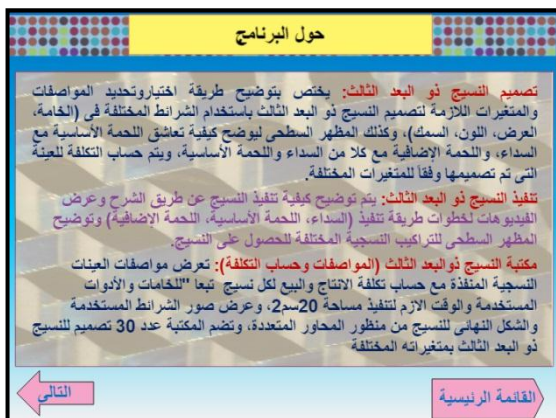 حول البرنامج
تصميم النسيج ذو البعد الثالث: يختص بتوضيح طريقة اختياروتحديد المواصفات
والمتغيرات اللازمة لتصميم النسيج ذو البعد الثالث باستخدام الشرائط المختلفة فى (الخامة،
العرض، اللون، السمك)، وكذلك المظهر السطحى ليوضح كيفية تعاشق اللحمة الأساسية مع
السداء، واللحمة الإضافية مع كلا من السداء واللحمة الأساسية، ويتم حساب التكلفة للعينة
التى تم تصميمها وفقا للمتغيرات المختلفة.
تنفيذ النسيج ذو البعد الثالث: يتم توضيح كيفية تنفيذ النسيج عن طريق الشرح وعرض
الفيديوهات لخطوات طريقة تنفيذ (السداء، اللحمة الأساسية، اللحمة الاضافية) وتوضيح
المظهر السطحى للتراكيب النسجية المختلفة للحصول على النسيج.
مكتبة النسيج ذوالبعد الثالث (المواصفات وحساب التكلفة): تعرض مواصفات العينات
النسجية المنفذة مع حساب تكلفة الانتاج والبيع لكل نسيج تبعا "للخامات والأدوات
المستخدمة والوقت الازم لتنفيذ مساحة 20سم2، وعرض صور الشرائط المستخدمة
والشكل النهائى للنسيج من منظور المحاور المتعددة، وتضم المكتبة عدد 30 تصميم للنسيج
ذو البعد الثالث بمتغيراته المختلفة
القائمة الرئيسية
التالي